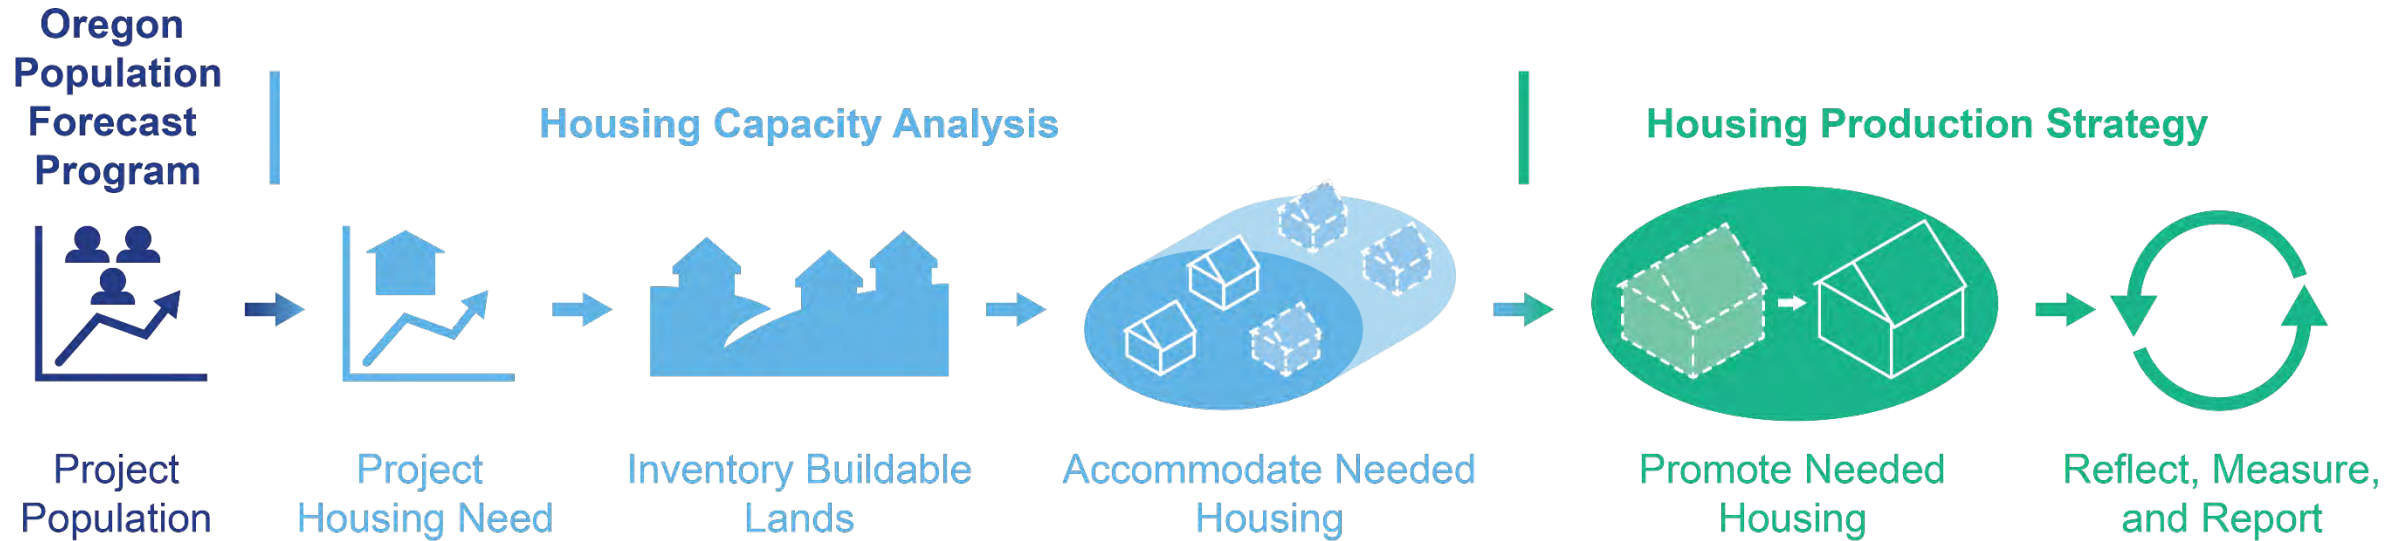 Oregon
Population
Forecast
Program
Housing Capacity Analysis
Housing Production Strategy
Project
Population
Project
Housing Need
Inventory Buildable
Lands
Accommodate Needed
Housing
Promote Needed
Housing
Reflect, Measure,
and Report